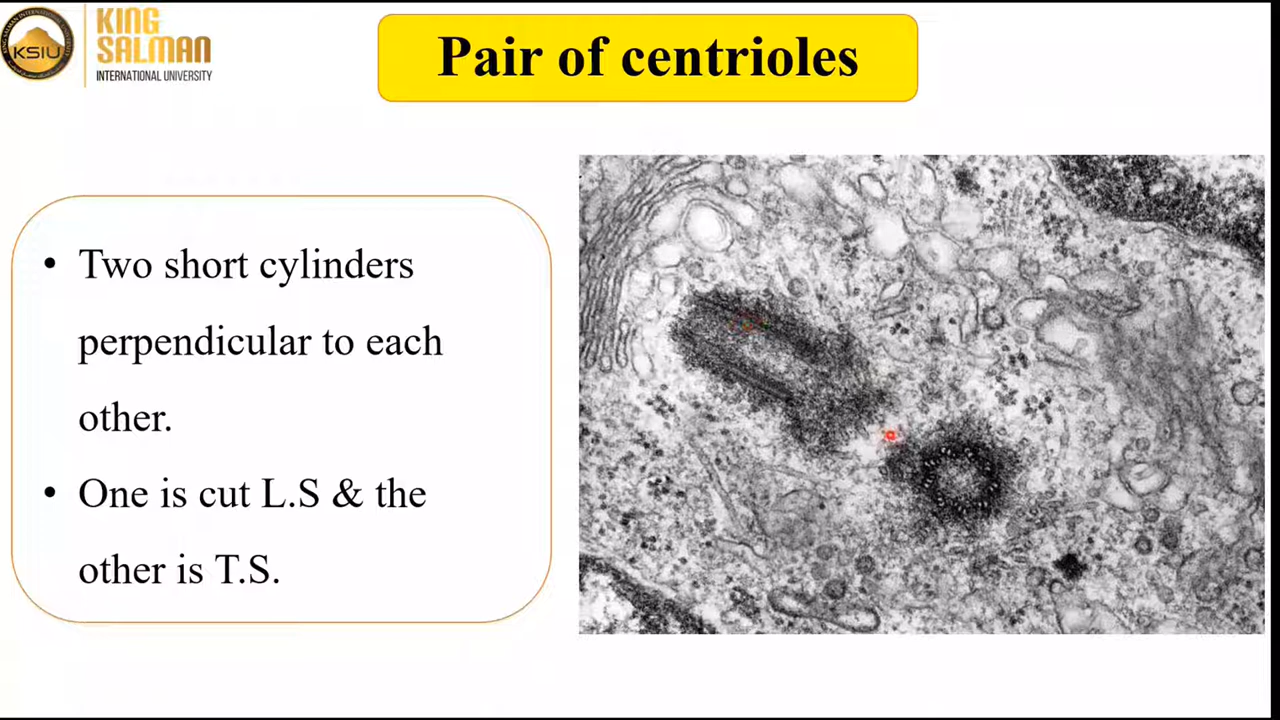 KSIU
KING
SALMAN
INTERNATIONAL UNIVERSITY
Pair of centrioles
• Two short cylinders
perpendicular to each
other.
• One is cut L.S & the
other is T.S.